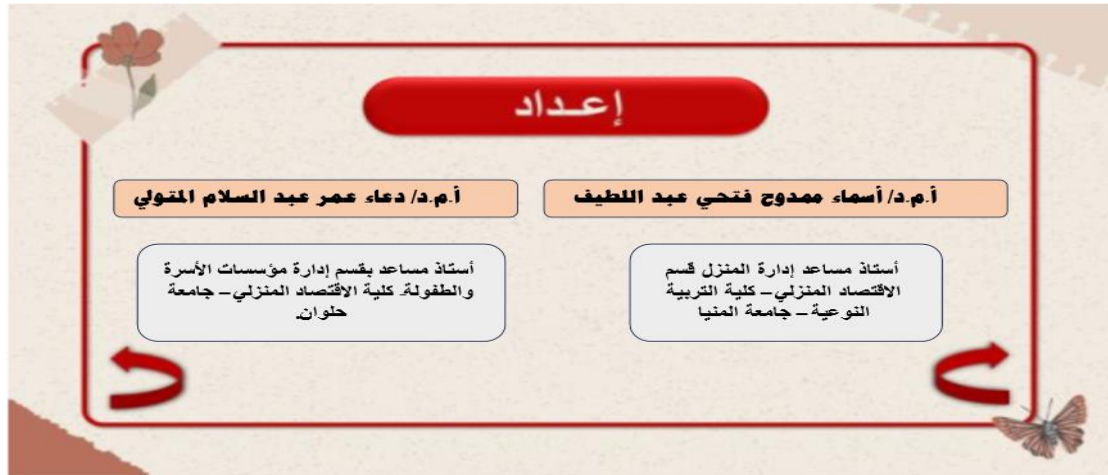 إعـداد
أ.م.د/ أسماء ممدوح فتحي عبد اللطيف
أستاذ مساعد إدارة المنزل قسم
الاقتصاد المنزلي – كلية التربية
النوعية – جامعة المنيا
أ.م.د/ دعاء عمر عبد السلام المتولي
أستاذ مساعد بقسم إدارة مؤسسات الأسرة
والطفولة. كلية الاقتصاد المنزلي – جامعة
حلوان.